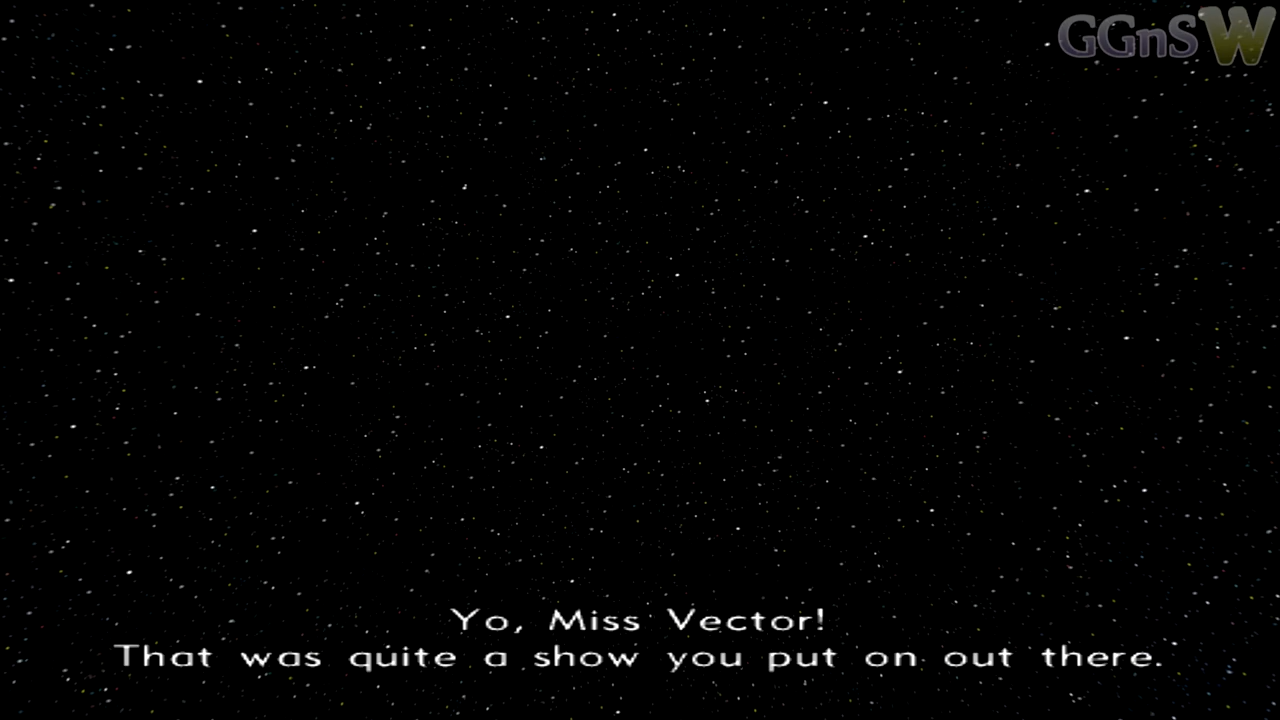 GGnSW
Yo, Miss Vector!
That was quite a show you put on out there.